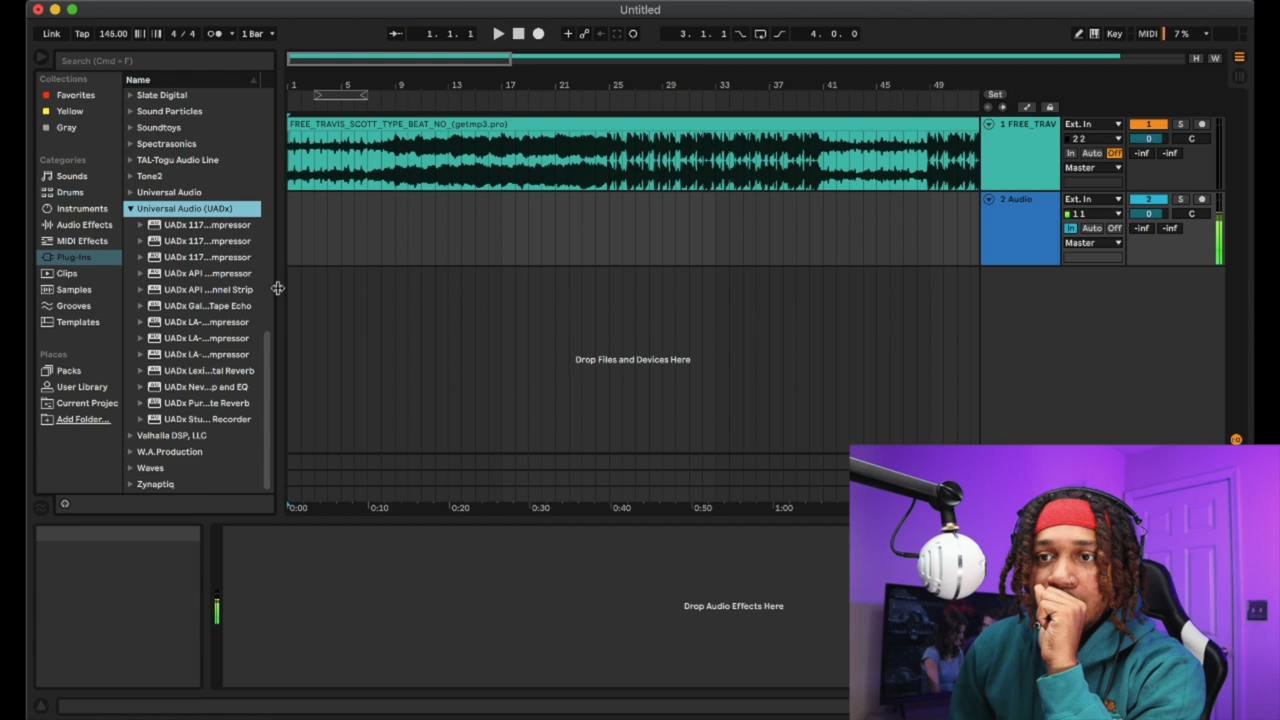 Untitled
Link Tap 145.00 4 / 4 1 Bar 1. 1. 1 3. 1. 1 4. 0. 0 Key MIDI 7 %
Search (Cmd + F)
H W
Collections
Favorites
Yellow
Gray
Categories
Sounds
Drums
Instruments
Audio Effects
MIDI Effects
Plug-Ins
Clips
Samples
Grooves
Templates
Places
Packs
User Library
Current Projec
Add Folder...
Name
Slate Digital
Sound Particles
Soundtoys
Spectrasonics
TAL-Togu Audio Line
Tone2
Universal Audio
Universal Audio (UADx)
UADx 117...mpressor
UADx 117...mpressor
UADx 117...mpressor
UADx API ...mpressor
UADx API ...nnel Strip
UADx Gal...Tape Echo
UADx LA-...mpressor
UADx LA-...mpressor
UADx LA-...mpressor
UADx Lexi...tal Reverb
UADx Nev...p and EQ
UADx Pur...te Reverb
UADx Stu... Recorder
Valhalla DSP, LLC
W.A.Production
Waves
Zynaptiq
1 5 9 13 17 21 25 29 33 37 41 45 49
Set
FREE_TRAVIS_SCOTT_TYPE_BEAT_NO_(getmp3.pro)
1 FREE_TRAV Ext. In 1 S
2 2 0 C
In Auto Off -inf -inf
Master
2 Audio Ext. In 2 S
1 1 0 C
In Auto Off -inf -inf
Master
Drop Files and Devices Here
0:00 0:10 0:20 0:30 0:40 0:50 1:00
Drop Audio Effects Here